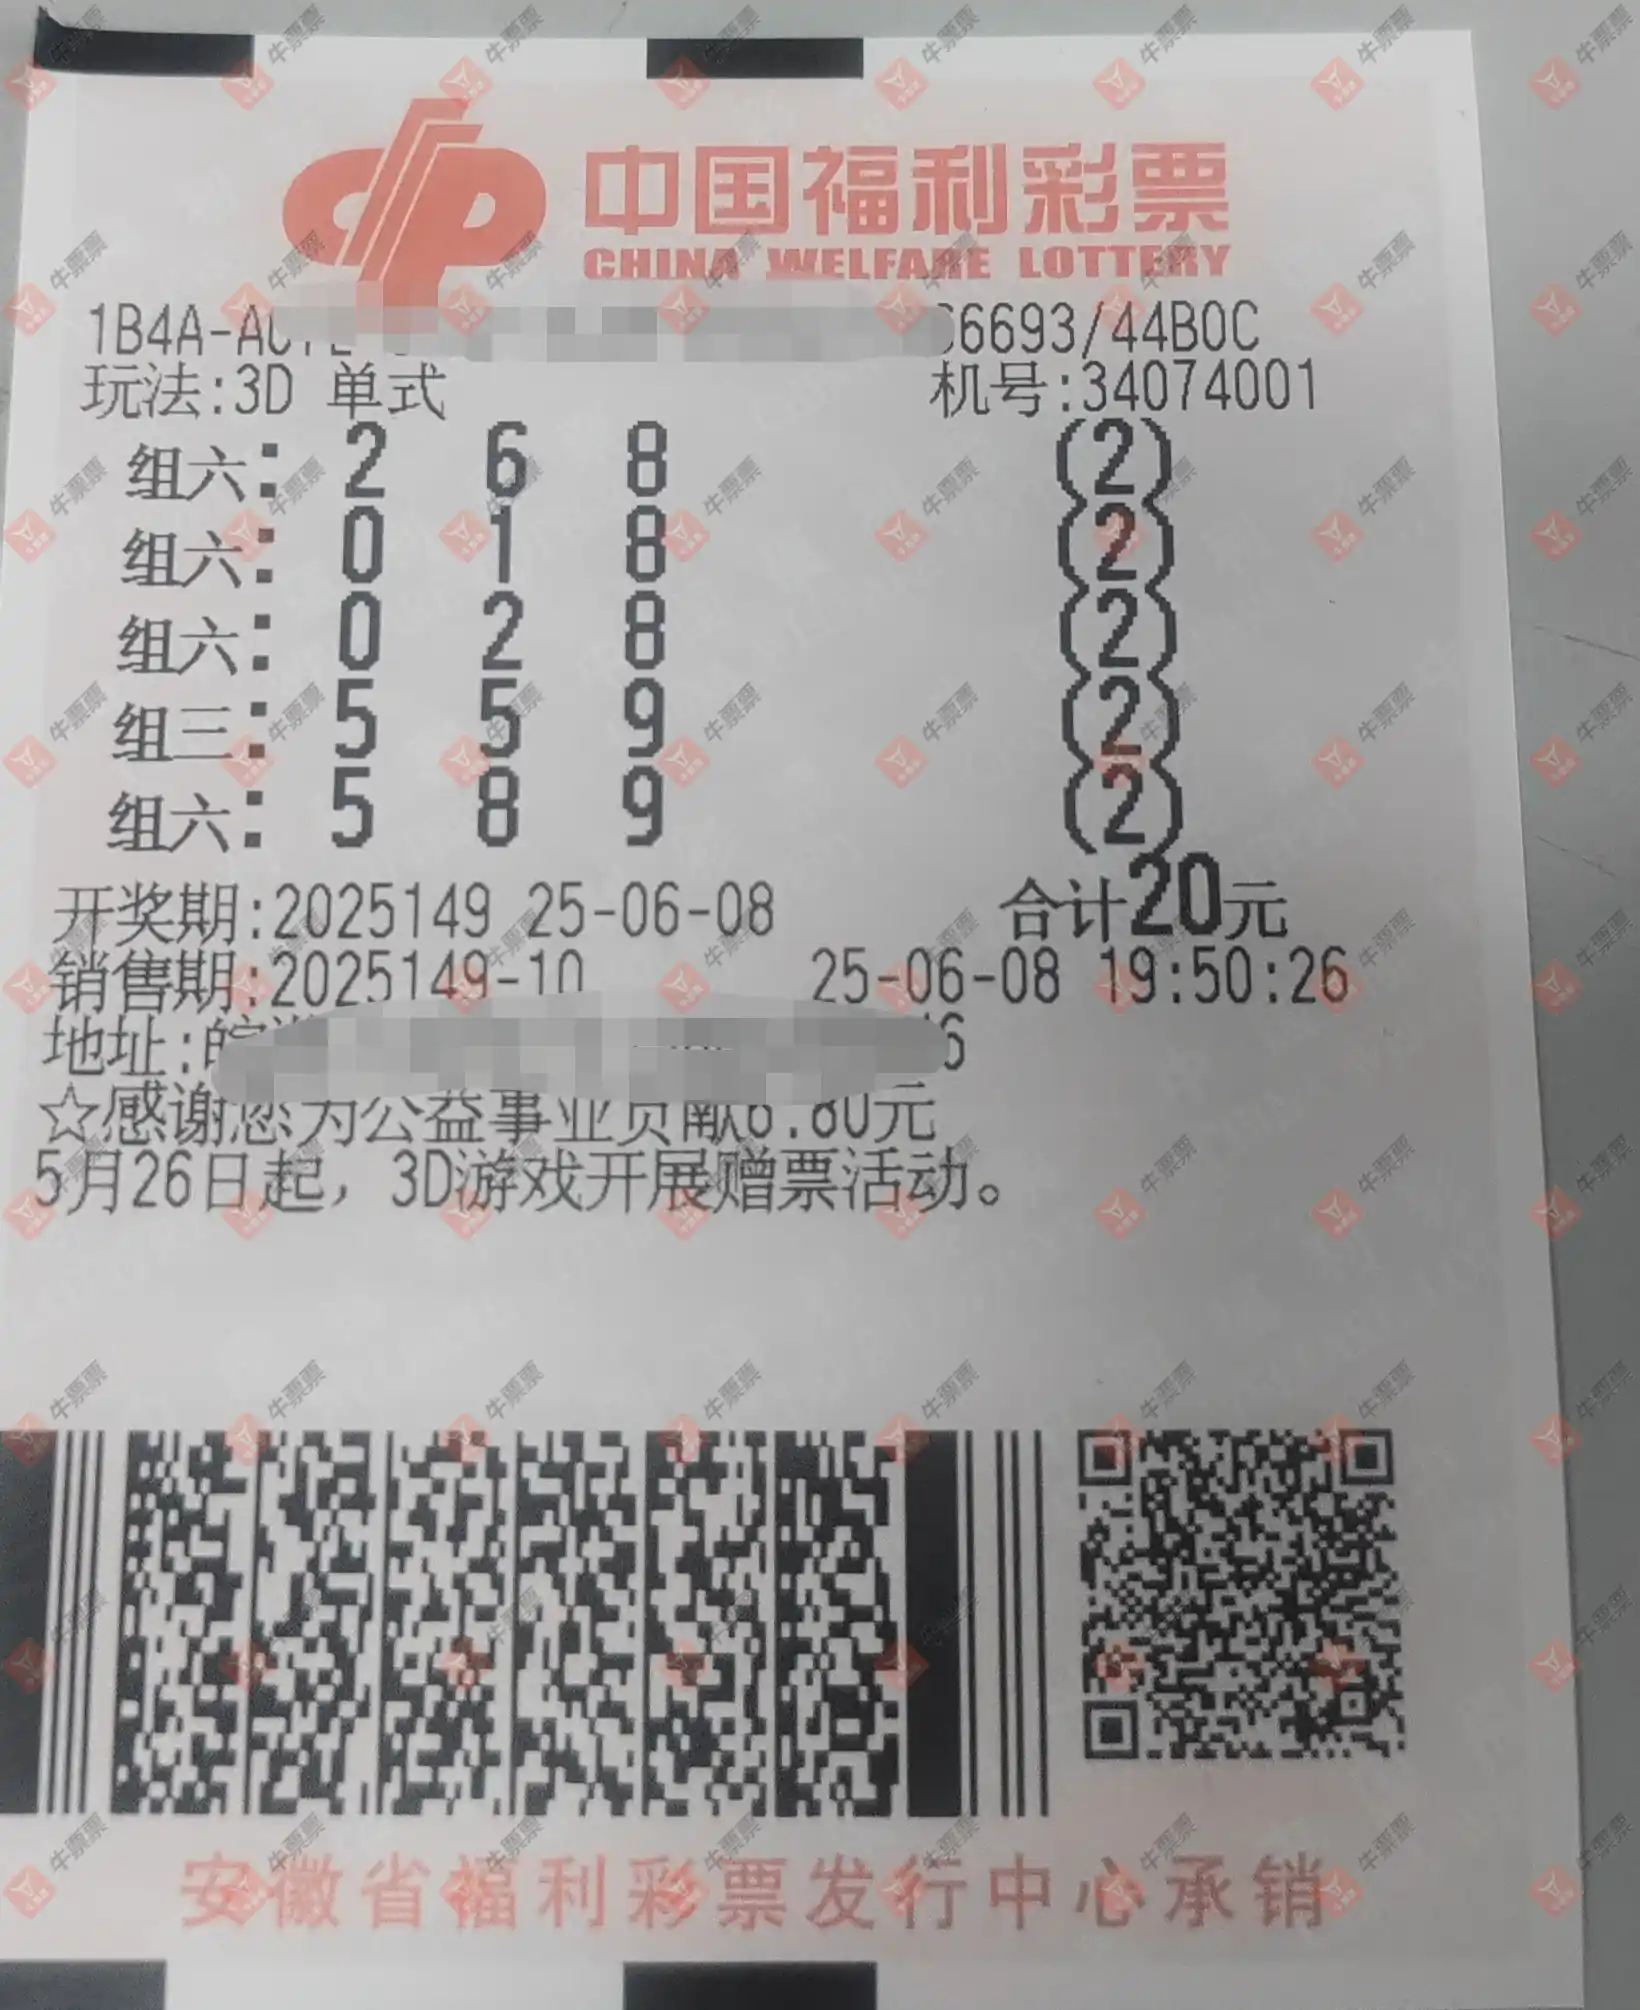 中国福利彩票
CHINA WELFARE LOTTERY
1B4A-A 6693/44B0C
玩法:3D 单式 机号:34074001
组六: 2 6 8 (2)
组六: 0 1 8 (2)
组六: 0 2 8 (2)
组三: 5 5 9 (2)
组六: 5 8 9 (2)
开奖期:2025149 25-06-08 合计20元
销售期:2025149-10 25-06-08 19:50:26
地址:皖 6
☆感谢您为公益事业贡献6.80元
5月26日起，3D游戏开展赠票活动。
安徽省福利彩票发行中心承销
牛票票